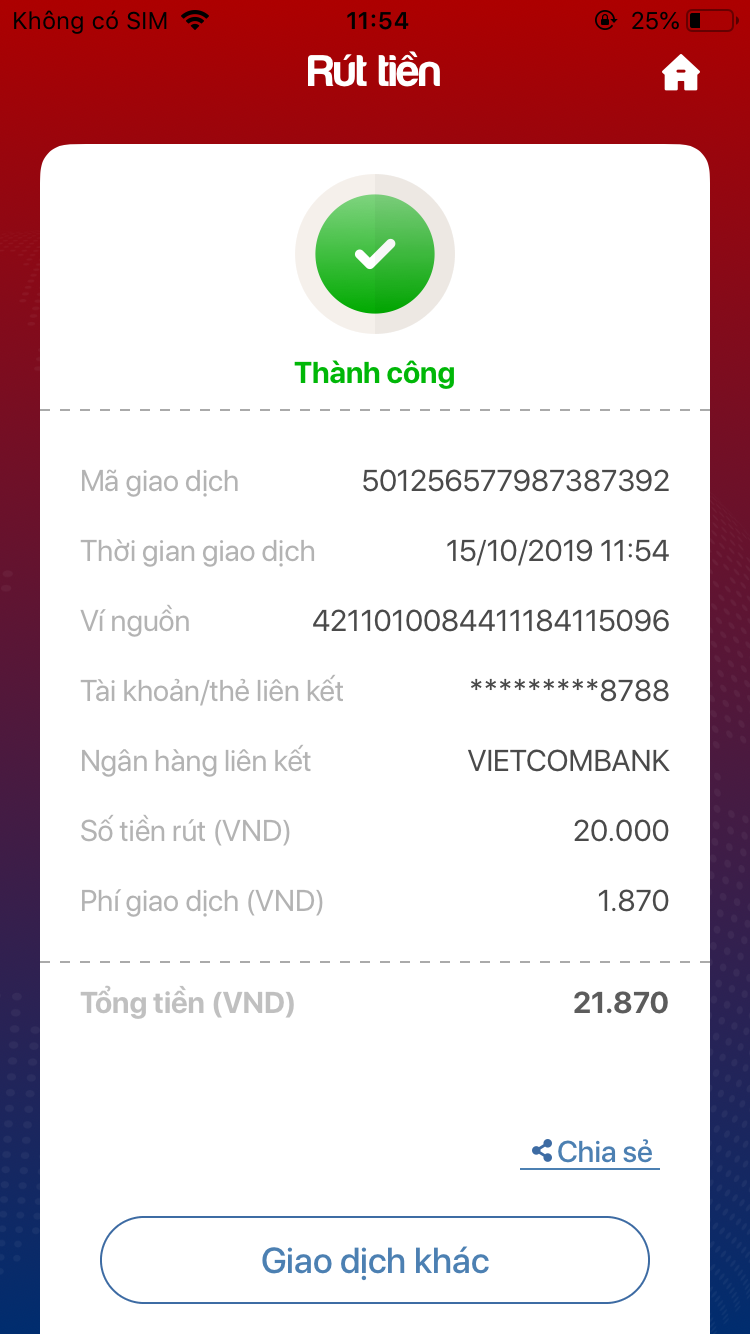 Không có SIM 11:54 25%
Rút tiền
Thành công
Mã giao dịch 501256577987387392
Thời gian giao dịch 15/10/2019 11:54
Ví nguồn 4211010084411184115096
Tài khoản/thẻ liên kết *********8788
Ngân hàng liên kết VIETCOMBANK
Số tiền rút (VND) 20.000
Phí giao dịch (VND) 1.870
Tổng tiền (VND) 21.870
Chia sẻ
Giao dịch khác